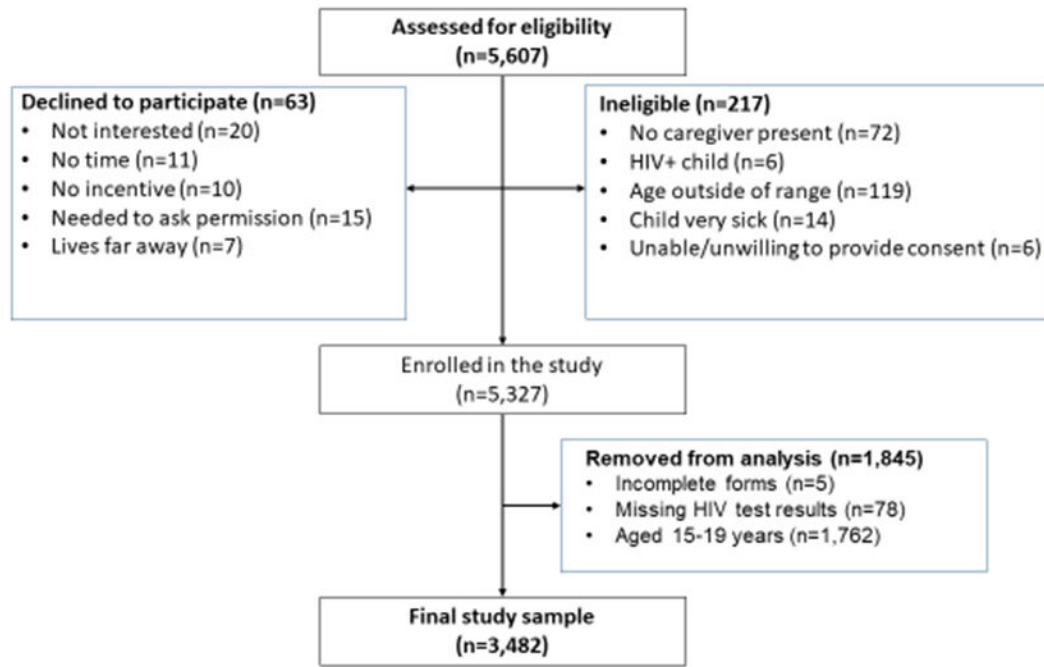 Assessed for eligibility
(n=5,607)
Declined to participate (n=63)
• Not interested (n=20)
• No time (n=11)
• No incentive (n=10)
• Needed to ask permission (n=15)
• Lives far away (n=7)
Ineligible (n=217)
• No caregiver present (n=72)
• HIV+ child (n=6)
• Age outside of range (n=119)
• Child very sick (n=14)
• Unable/unwilling to provide consent (n=6)
Enrolled in the study
(n=5,327)
Removed from analysis (n=1,845)
• Incomplete forms (n=5)
• Missing HIV test results (n=78)
• Aged 15-19 years (n=1,762)
Final study sample
(n=3,482)